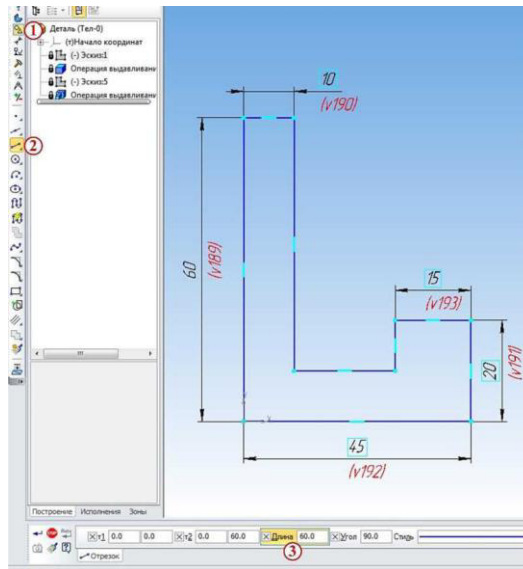 1
Деталь (Тел-0)
(т)Начало координат
(-) Эскиз:1
Операция выдавливани
(-) Эскиз:5
Операция выдавливани
2
10
(v190)
60
(v189)
15
(v193)
20
(v191)
45
(v192)
Построение Исполнения Зоны
т1 0.0 0.0 т2 0.0 60.0 Длина 60.0 Угол 90.0 Стиль
3
Отрезок